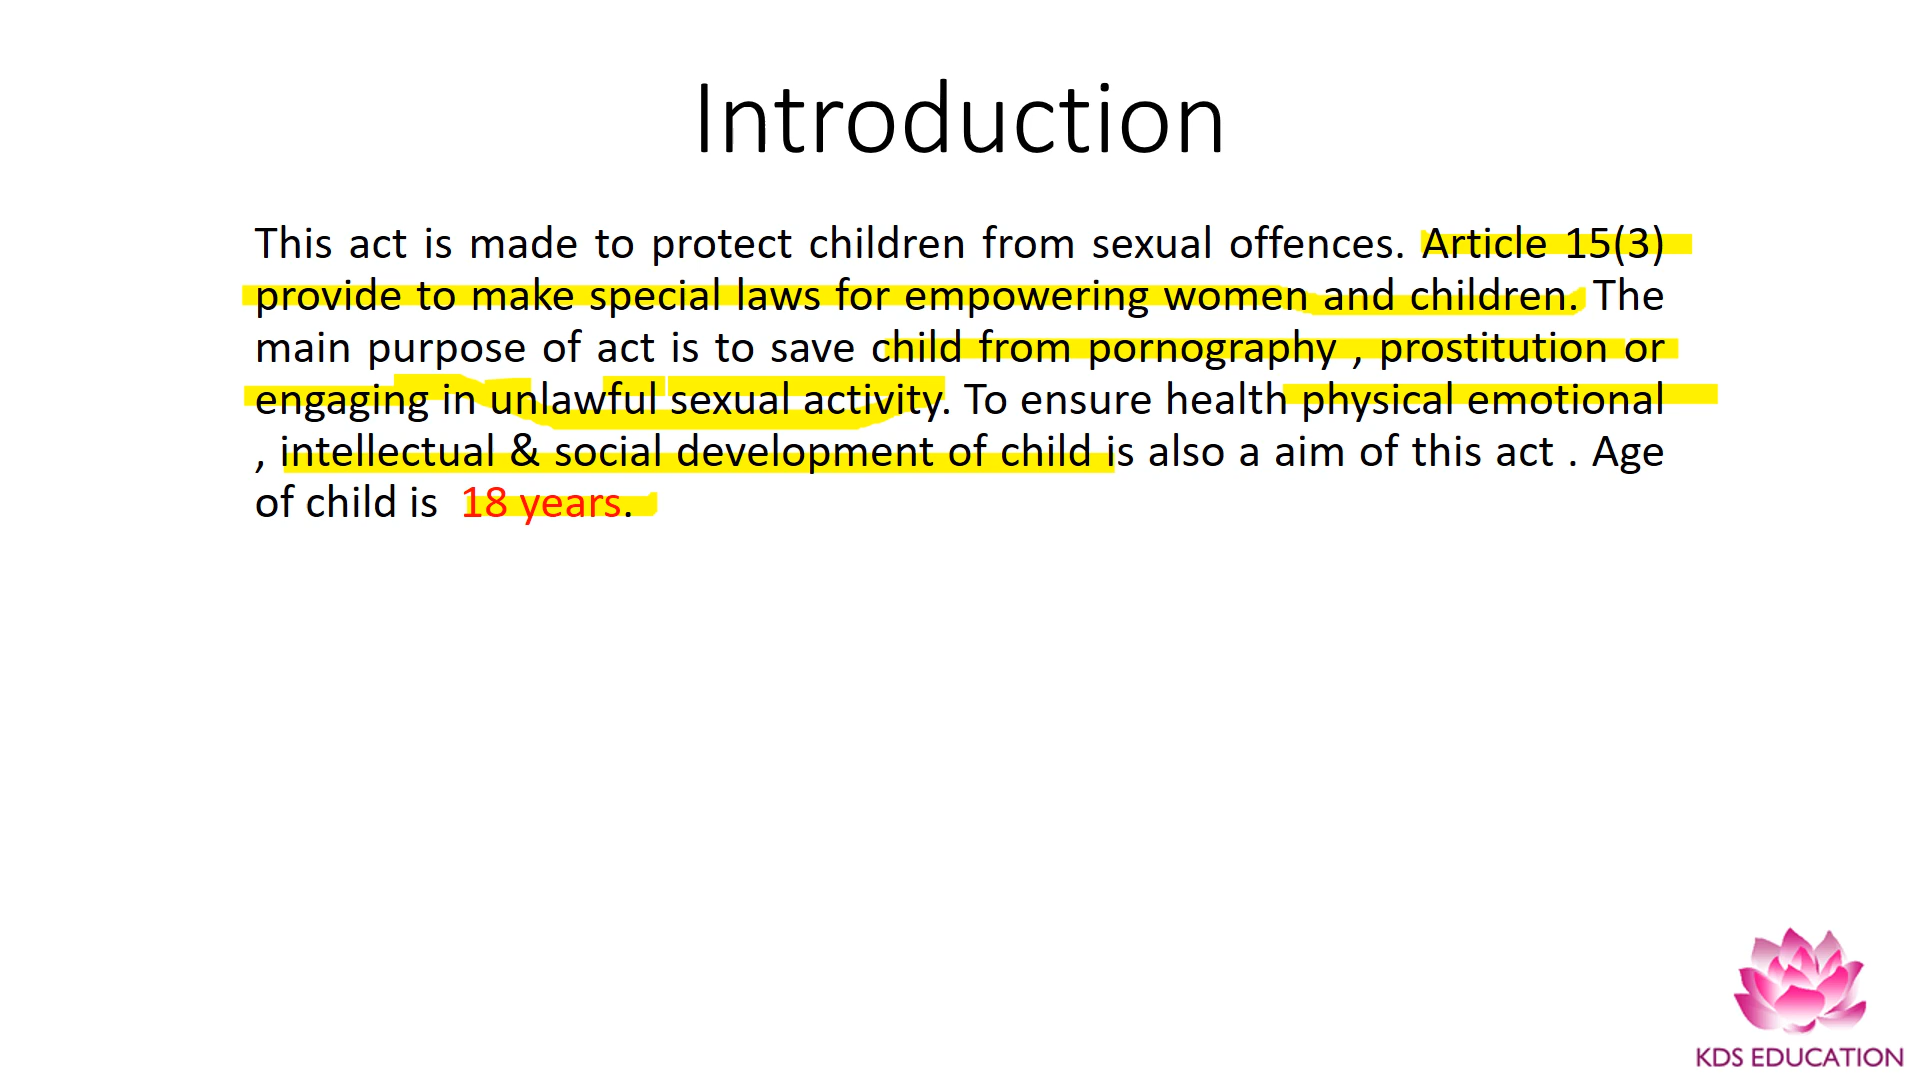 Introduction
This act is made to protect children from sexual offences. Article 15(3)
provide to make special laws for empowering women and children. The
main purpose of act is to save child from pornography , prostitution or
engaging in unlawful sexual activity. To ensure health physical emotional
, intellectual & social development of child is also a aim of this act . Age
of child is 18 years.
KDS EDUCATION